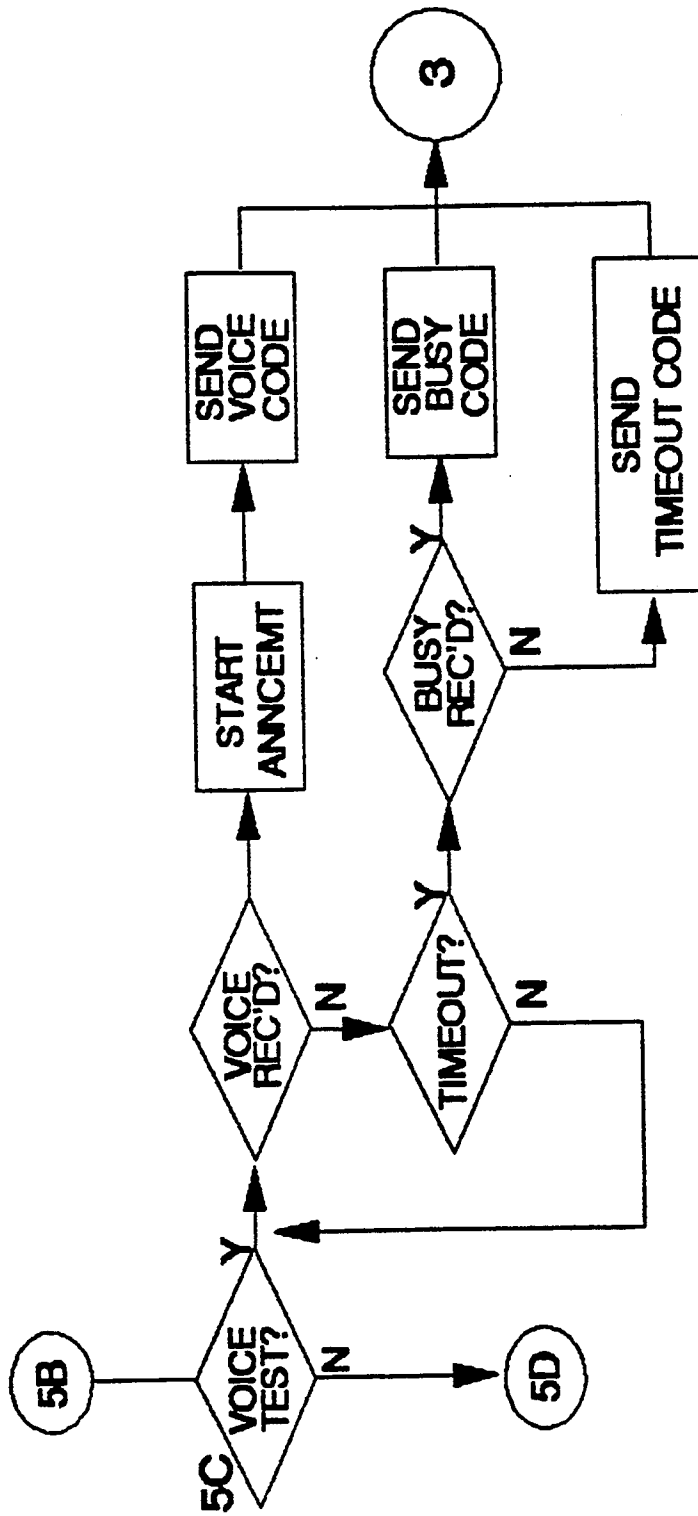 5B
5C
VOICE
TEST?
Y
N
5D
VOICE
REC'D?
N
START
ANNCEMT
SEND
VOICE
CODE
TIMEOUT?
Y
N
BUSY
REC'D?
Y
N
SEND
BUSY
CODE
SEND
TIMEOUT CODE
3